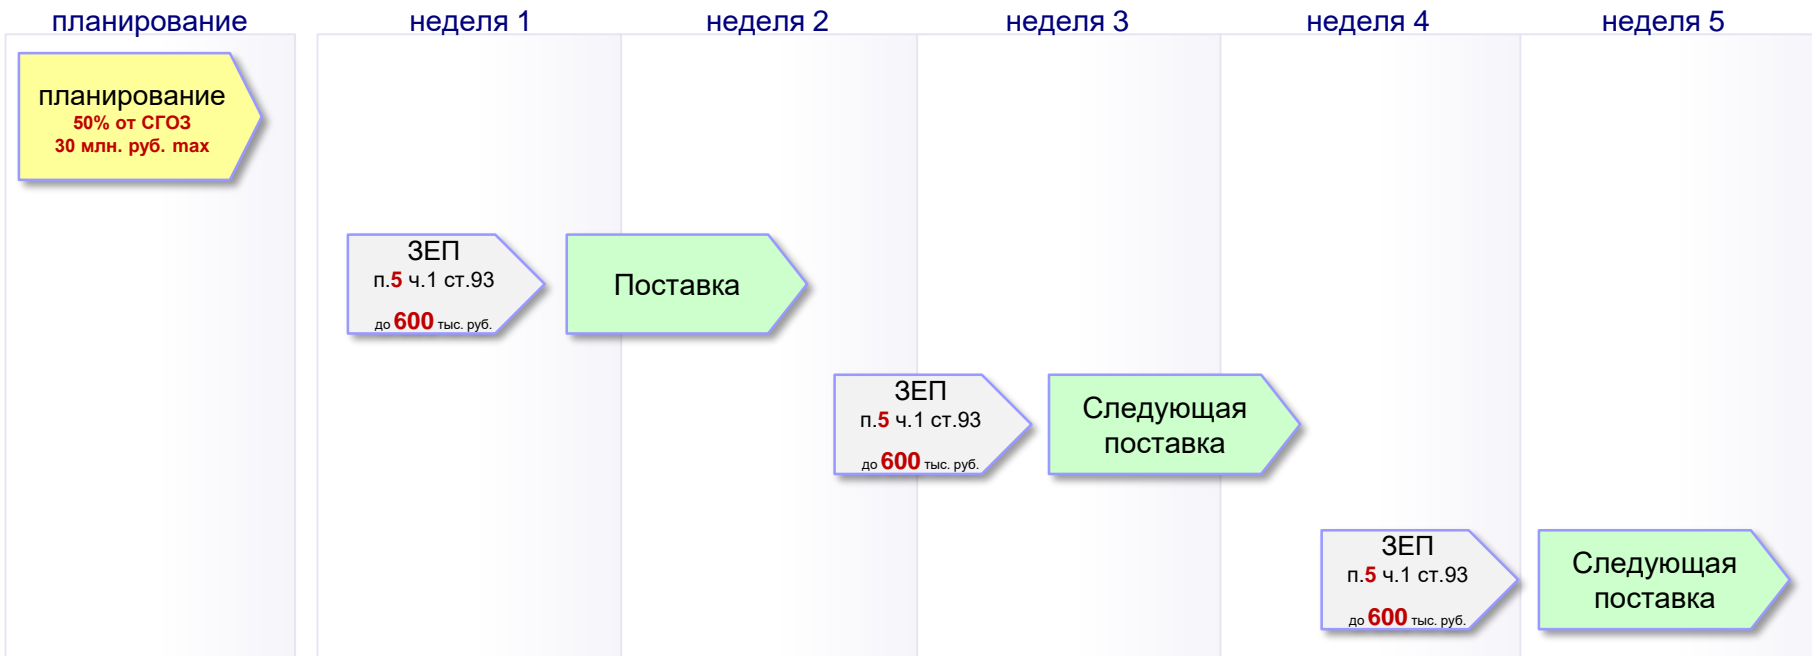 планирование
неделя 1
неделя 2
неделя 3
неделя 4
неделя 5
планирование
50% от СГОЗ
30 млн. руб. max
ЗЕП
п.5 ч.1 ст.93
до 600 тыс. руб.
Поставка
ЗЕП
п.5 ч.1 ст.93
до 600 тыс. руб.
Следующая
поставка
ЗЕП
п.5 ч.1 ст.93
до 600 тыс. руб.
Следующая
поставка